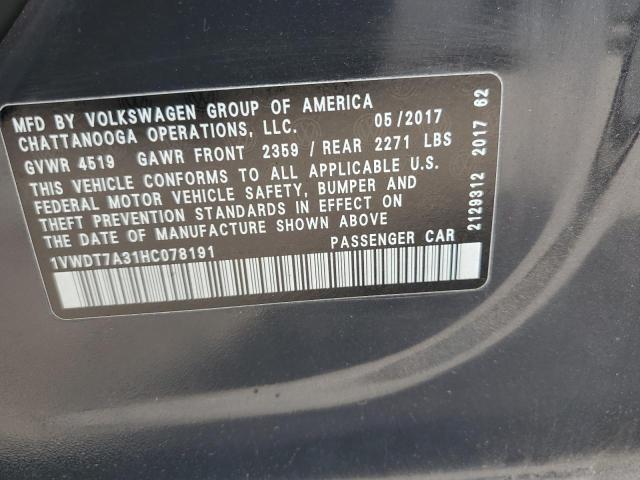 MFD BY VOLKSWAGEN GROUP OF AMERICA
CHATTANOOGA OPERATIONS, LLC. 05/2017
GVWR 4519 GAWR FRONT 2359 / REAR 2271 LBS
THIS VEHICLE CONFORMS TO ALL APPLICABLE U.S.
FEDERAL MOTOR VEHICLE SAFETY, BUMPER AND
THEFT PREVENTION STANDARDS IN EFFECT ON
THE DATE OF MANUFACTURE SHOWN ABOVE
1VWDT7A31HC078191 PASSENGER CAR
2129312 2017 62